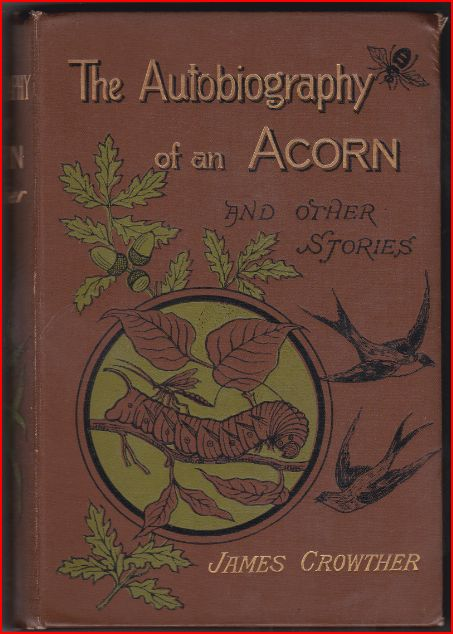 The Autobiography
of an ACORN
AND OTHER
STORIES
JAMES CROWTHER